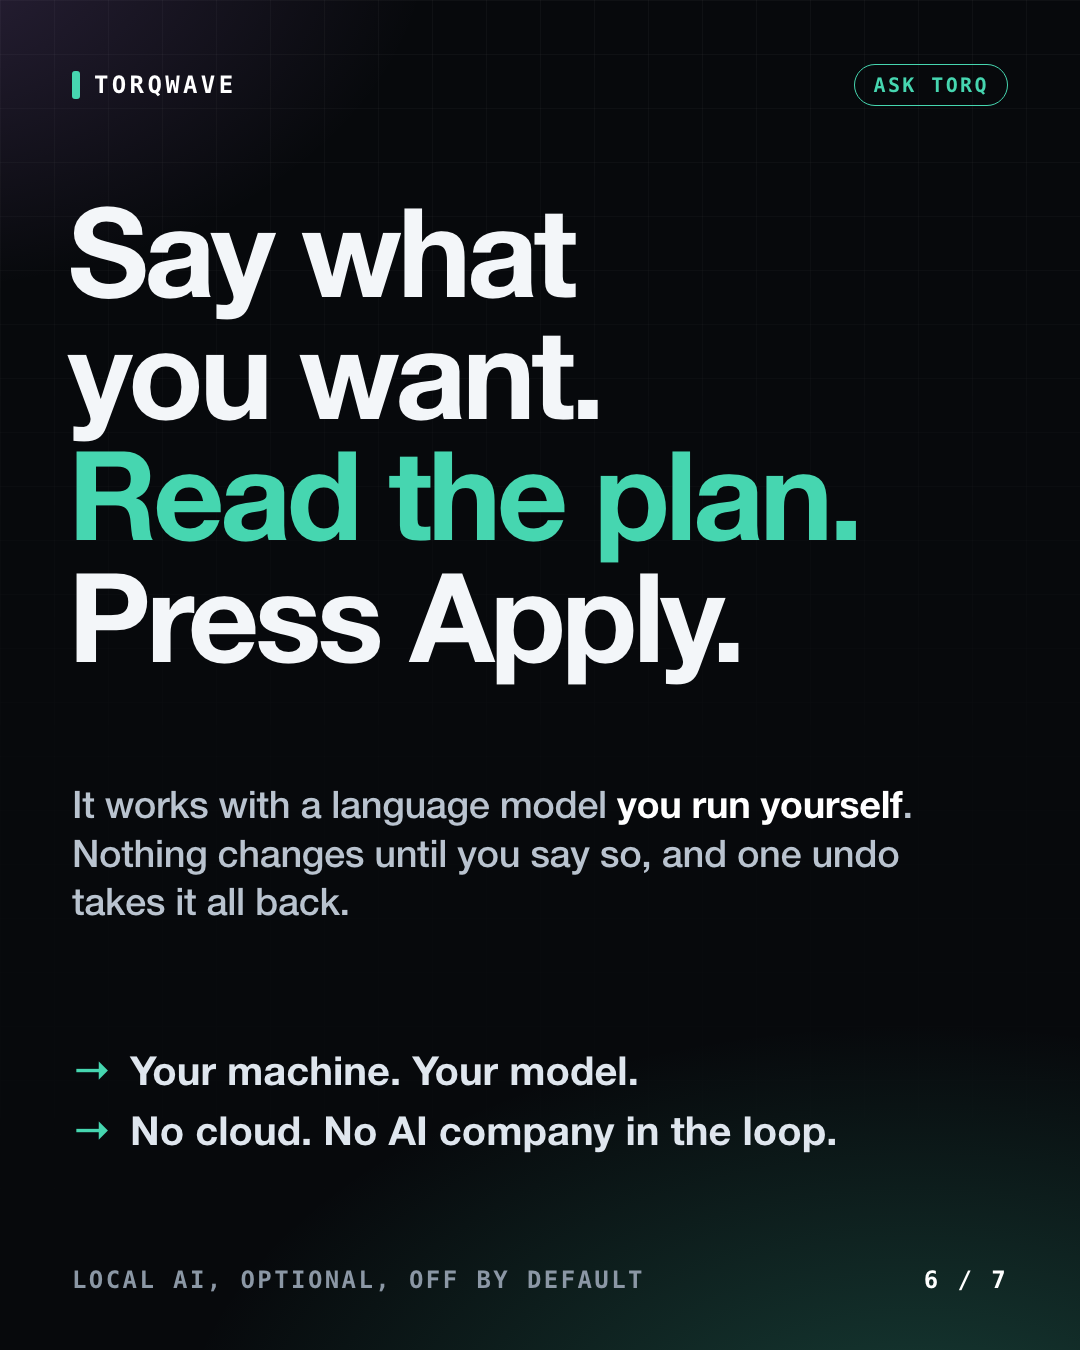 TORQWAVE
ASK TORQ
Say what
you want.
Read the plan.
Press Apply.
It works with a language model you run yourself.
Nothing changes until you say so, and one undo
takes it all back.
→ Your machine. Your model.
→ No cloud. No AI company in the loop.
LOCAL AI, OPTIONAL, OFF BY DEFAULT
6 / 7